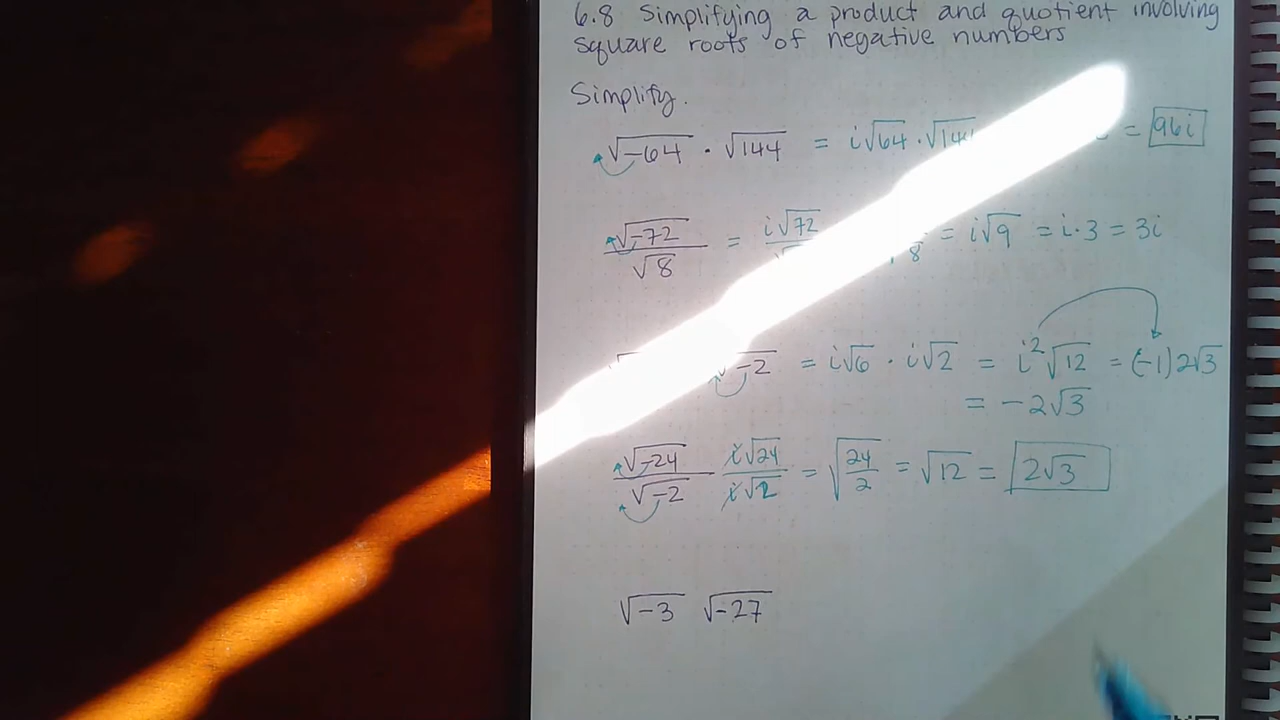 6.8 Simplifying a product and quotient involving
square roots of negative numbers
Simplify.
√-64 · √144 = i√64 · √144 = 96i
√-72 / √8 = i√72 / = i√9 = i·3 = 3i
√-2 = i√6 · i√2 = i²√12 = (-1)2√3
= -2√3
√-24 / √-2 i√24 / i√2 = √24/2 = √12 = 2√3
√-3 √-27